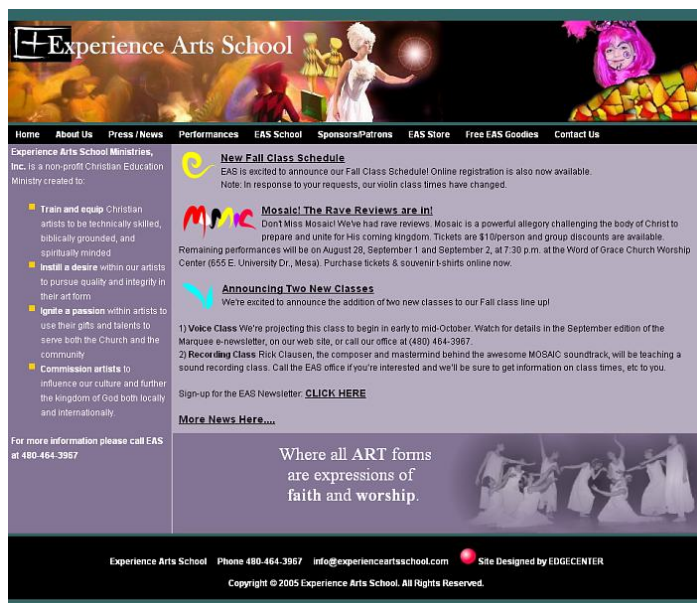 Experience Arts School
Home About Us Press / News Performances EAS School Sponsors/Patrons EAS Store Free EAS Goodies Contact Us
Experience Arts School Ministries,
Inc. is a non-profit Christian Education
Ministry created to:
Train and equip Christian
artists to be technically skilled,
biblically grounded, and
spiritually minded
Instill a desire within our artists
to pursue quality and integrity in
their art form
Ignite a passion within artists to
use their gifts and talents to
serve both the Church and the
community
Commission artists to
influence our culture and further
the kingdom of God both locally
and internationally.
For more information please call EAS
at 480-464-3967
New Fall Class Schedule
EAS is excited to announce our Fall Class Schedule! Online registration is also now available.
Note: In response to your requests, our violin class times have changed.
Mosaic! The Rave Reviews are in!
Don't Miss Mosaic! We've had rave reviews. Mosaic is a powerful allegory challenging the body of Christ to
prepare and unite for His coming kingdom. Tickets are $10/person and group discounts are available.
Remaining performances will be on August 28, September 1 and September 2, at 7:30 p.m. at the Word of Grace Church Worship
Center (655 E. University Dr., Mesa). Purchase tickets & souvenir t-shirts online now.
Announcing Two New Classes
We're excited to announce the addition of two new classes to our Fall class line up!
1) Voice Class We're projecting this class to begin in early to mid-October. Watch for details in the September edition of the
Marquee e-newsletter, on our web site, or call our office at (480) 464-3967.
2) Recording Class Rick Clausen, the composer and mastermind behind the awesome MOSAIC soundtrack, will be teaching a
sound recording class. Call the EAS office if you're interested and we'll be sure to get information on class times, etc to you.
Sign-up for the EAS Newsletter: CLICK HERE
More News Here....
Where all ART forms
are expressions of
faith and worship.
Experience Arts School Phone 480-464-3967 info@experienceartsschool.com Site Designed by EDGECENTER
Copyright © 2005 Experience Arts School. All Rights Reserved.